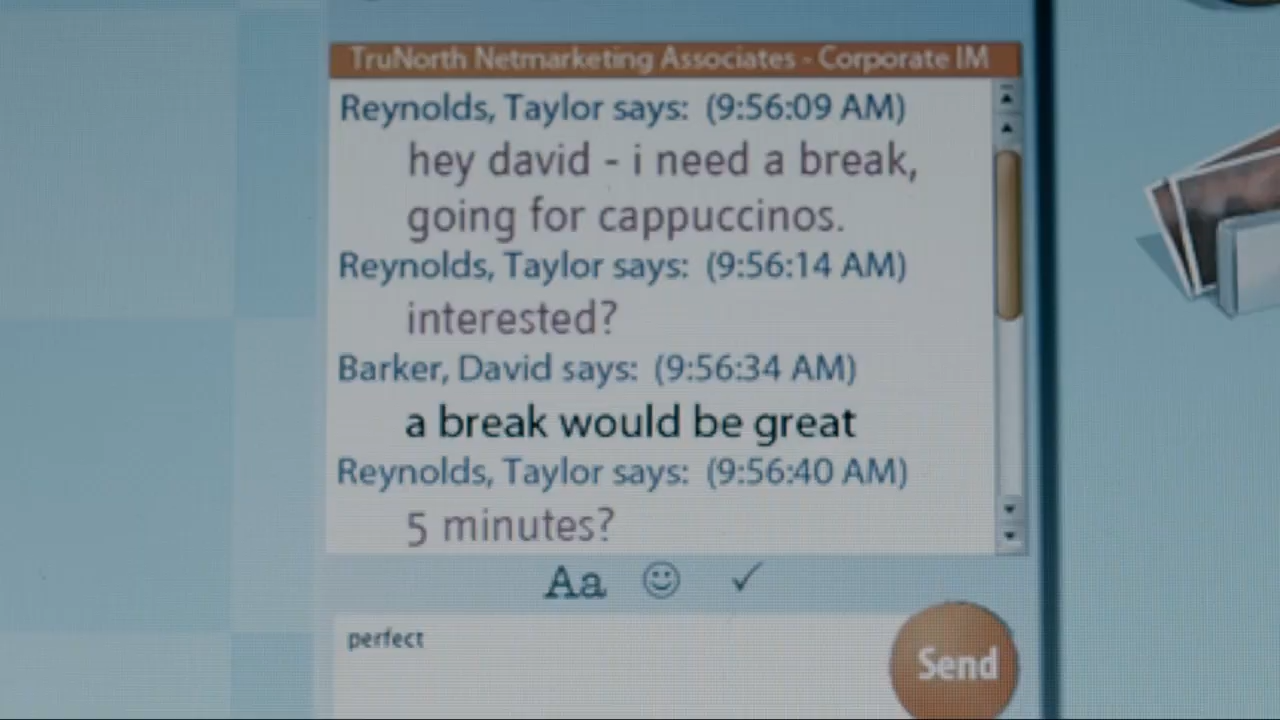 TruNorth Netmarketing Associates - Corporate IM
Reynolds, Taylor says: (9:56:09 AM)
hey david - i need a break,
going for cappuccinos.
Reynolds, Taylor says: (9:56:14 AM)
interested?
Barker, David says: (9:56:34 AM)
a break would be great
Reynolds, Taylor says: (9:56:40 AM)
5 minutes?
Aa
perfect
Send